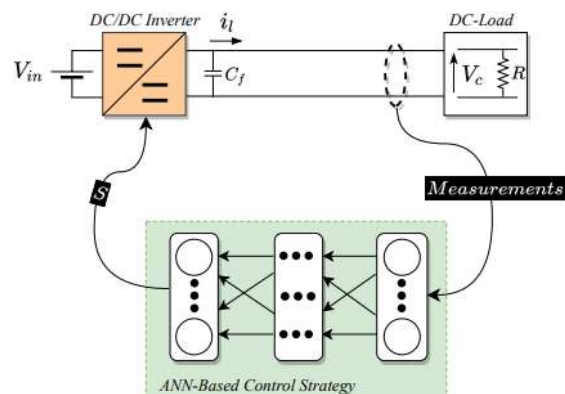 DC/DC Inverter
DC-Load
i_l
V_in
C_f
V_c
R
S
Measurements
ANN-Based Control Strategy